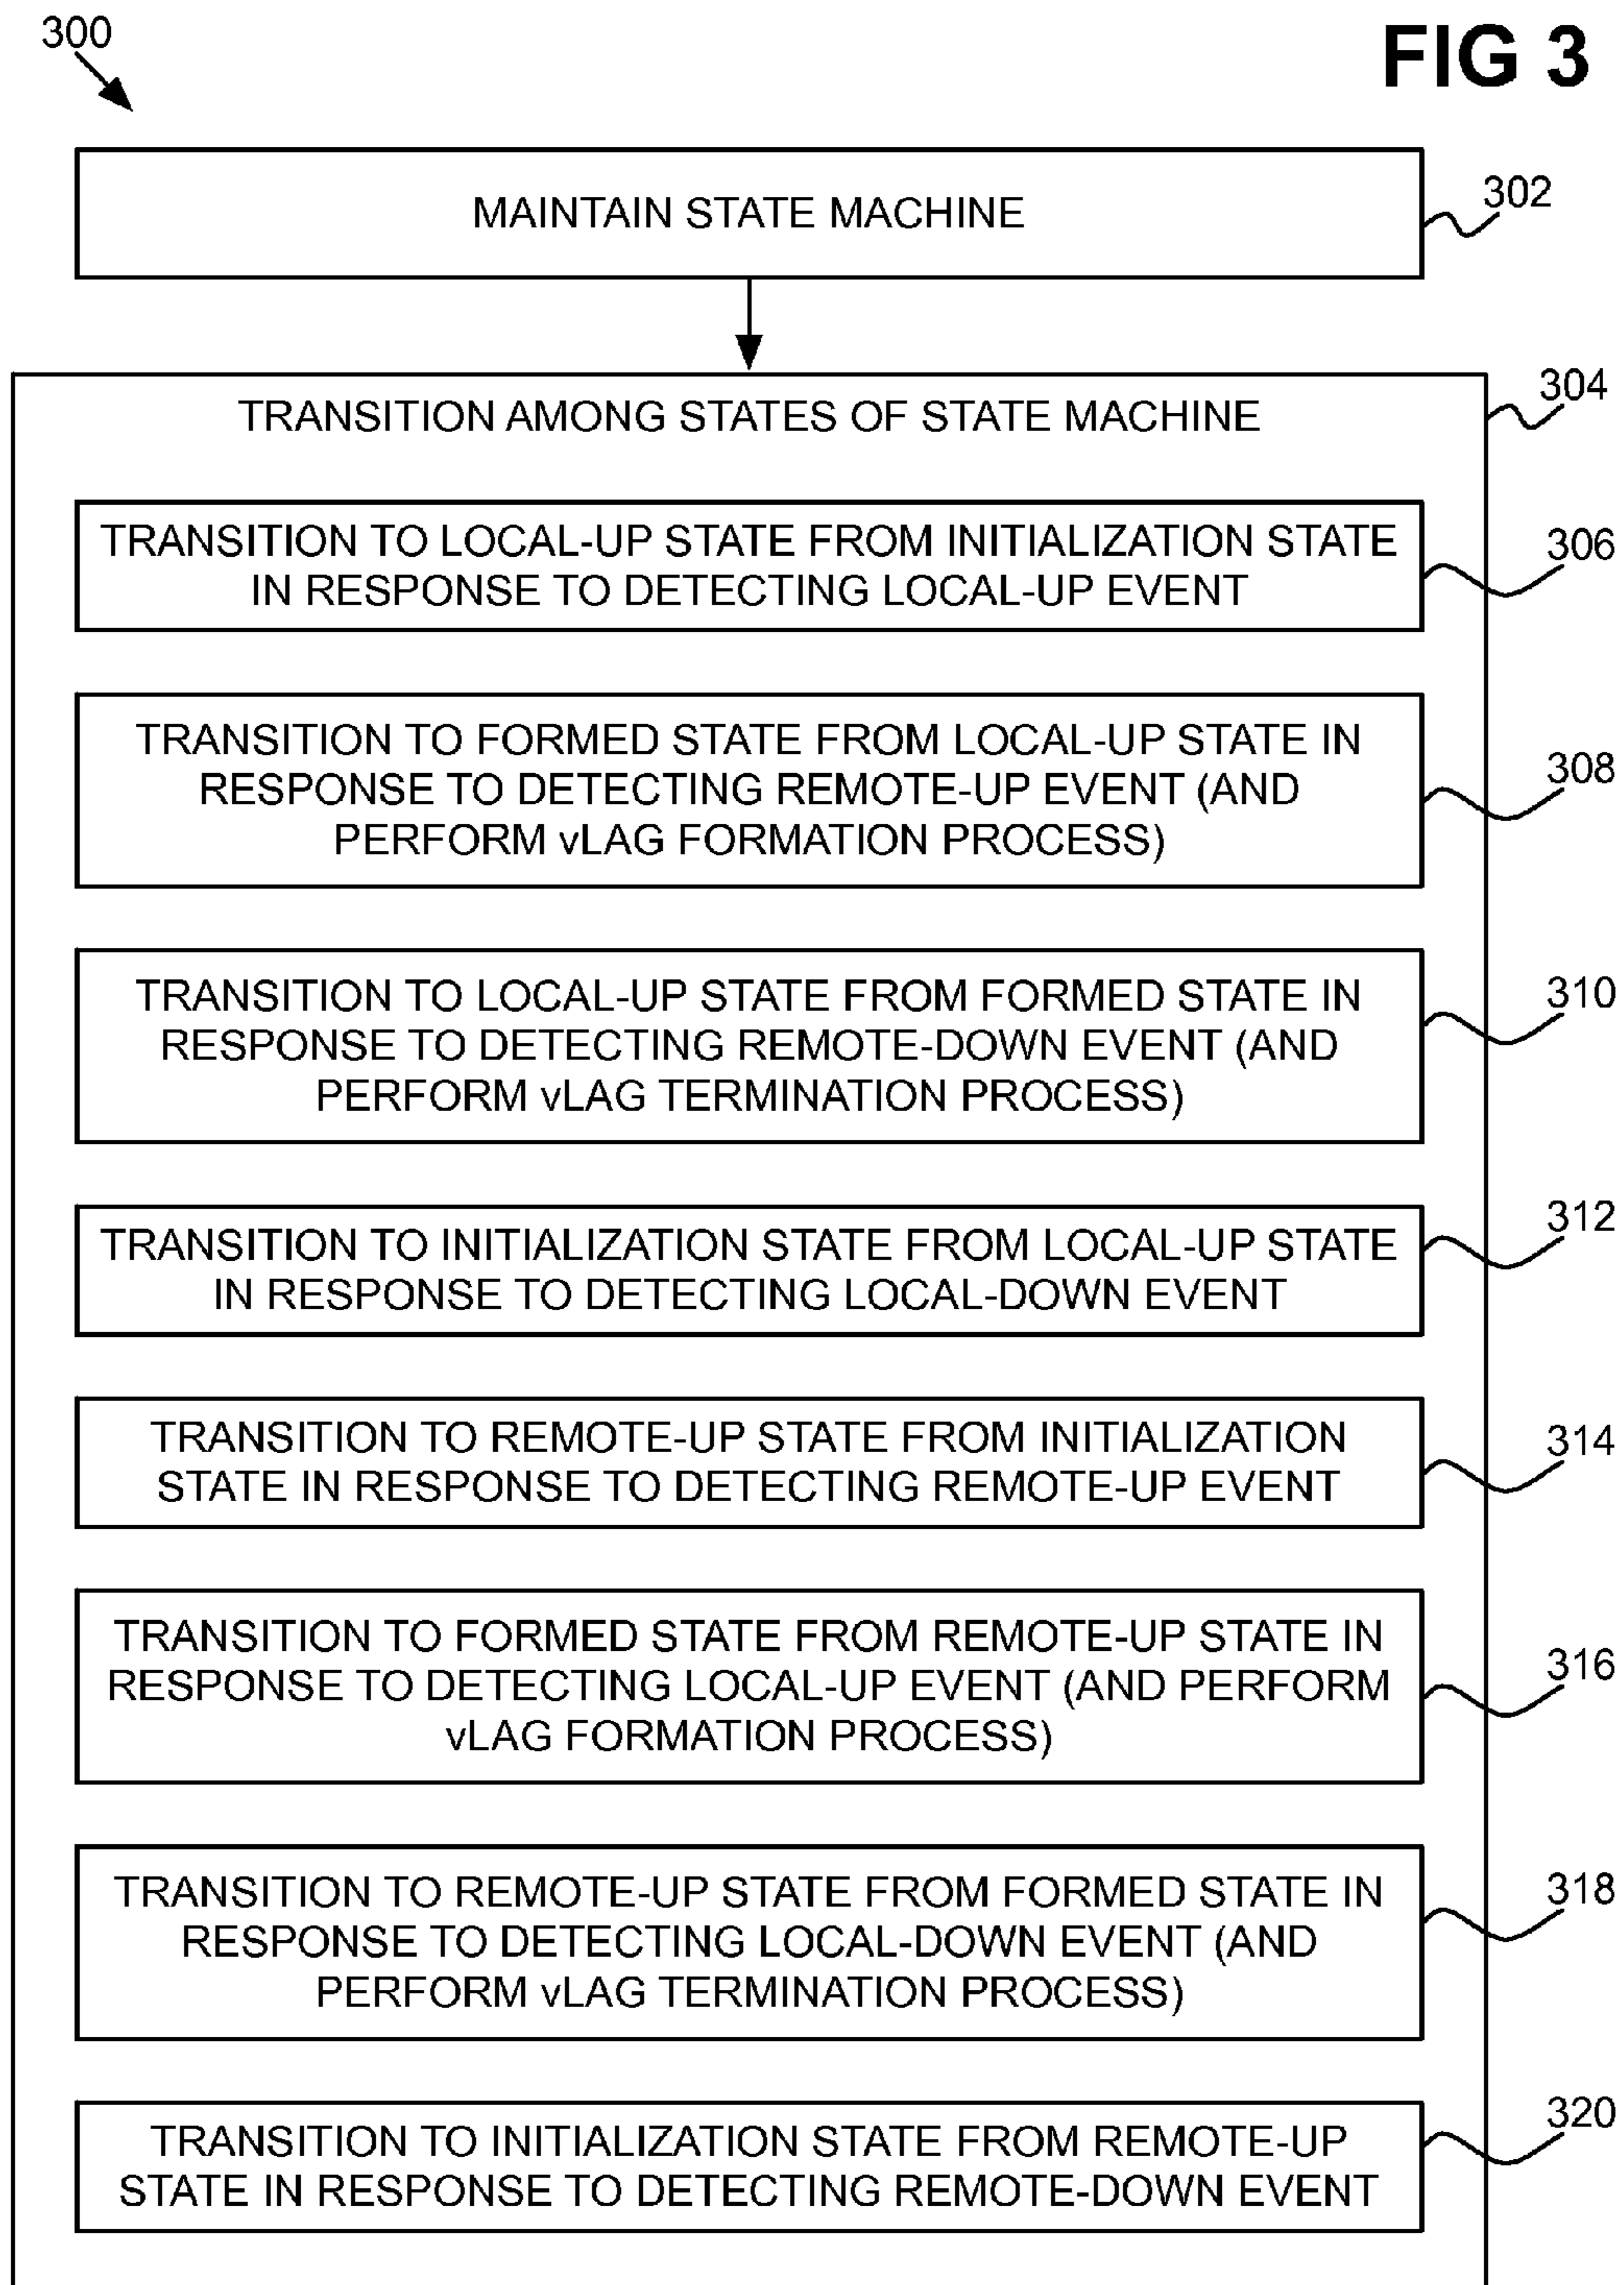 300
FIG 3
MAINTAIN STATE MACHINE
302
TRANSITION AMONG STATES OF STATE MACHINE
304
TRANSITION TO LOCAL-UP STATE FROM INITIALIZATION STATE
IN RESPONSE TO DETECTING LOCAL-UP EVENT
306
TRANSITION TO FORMED STATE FROM LOCAL-UP STATE IN
RESPONSE TO DETECTING REMOTE-UP EVENT (AND
PERFORM vLAG FORMATION PROCESS)
308
TRANSITION TO LOCAL-UP STATE FROM FORMED STATE IN
RESPONSE TO DETECTING REMOTE-DOWN EVENT (AND
PERFORM vLAG TERMINATION PROCESS)
310
TRANSITION TO INITIALIZATION STATE FROM LOCAL-UP STATE
IN RESPONSE TO DETECTING LOCAL-DOWN EVENT
312
TRANSITION TO REMOTE-UP STATE FROM INITIALIZATION
STATE IN RESPONSE TO DETECTING REMOTE-UP EVENT
314
TRANSITION TO FORMED STATE FROM REMOTE-UP STATE IN
RESPONSE TO DETECTING LOCAL-UP EVENT (AND PERFORM
vLAG FORMATION PROCESS)
316
TRANSITION TO REMOTE-UP STATE FROM FORMED STATE IN
RESPONSE TO DETECTING LOCAL-DOWN EVENT (AND
PERFORM vLAG TERMINATION PROCESS)
318
TRANSITION TO INITIALIZATION STATE FROM REMOTE-UP
STATE IN RESPONSE TO DETECTING REMOTE-DOWN EVENT
320